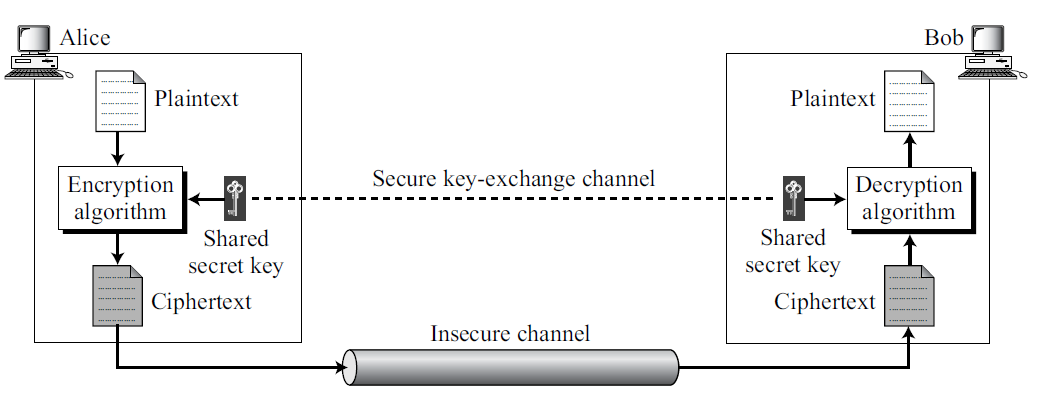 Alice
Bob
Plaintext
Plaintext
Encryption
algorithm
Secure key-exchange channel
Decryption
algorithm
Shared
secret key
Shared
secret key
Ciphertext
Ciphertext
Insecure channel